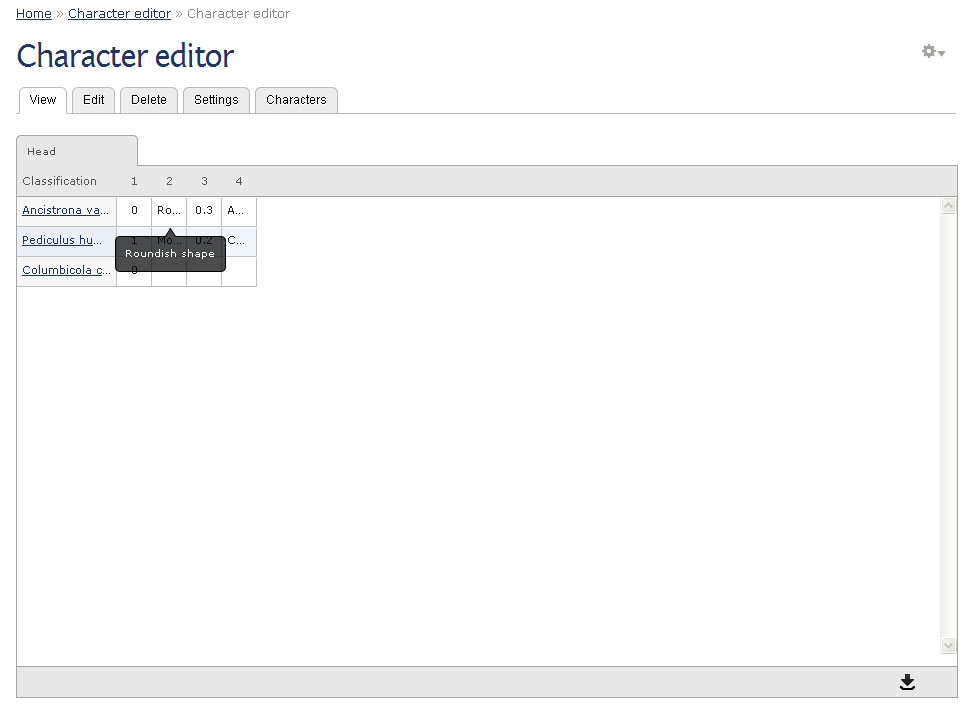 Home » Character editor » Character editor
Character editor
View Edit Delete Settings Characters
Head
Classification 1 2 3 4
Ancistrona va... 0 Ro... 0.3 A...
Pediculus hu... 1 Mo... 0.2 C...
Roundish shape
Columbicola c... 0